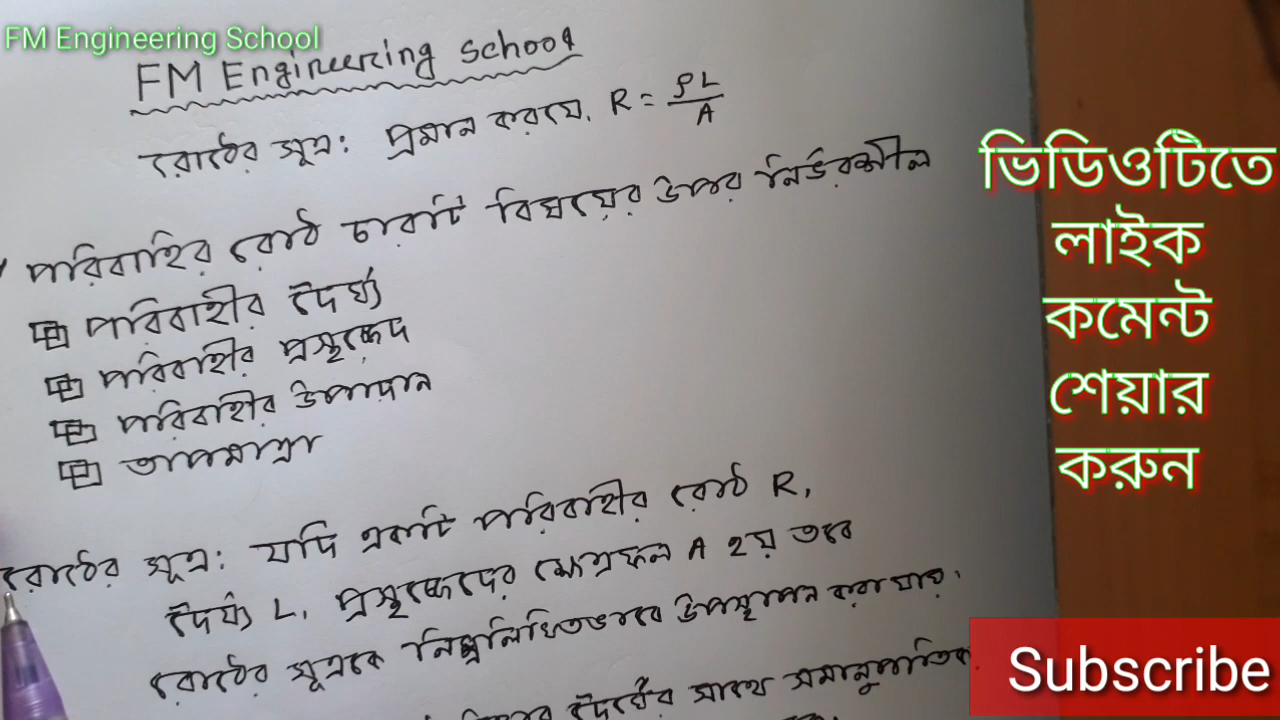 FM Engineering School
FM Engineering School
রোধের সূত্র: প্রমান করযে, R = ρL/A
পরিবাহির রোধ চারটি বিষয়ের উপর নির্ভরশীল
পরিবাহীর দৈর্ঘ্য
পরিবাহীর প্রস্থচ্ছেদ
পরিবাহীর উপাদান
তাপমাত্রা
রোধের সূত্র: যদি একটি পরিবাহীর রোধ R,
দৈর্ঘ্য L, প্রস্থচ্ছেদের ক্ষেত্রফল A হয় তবে
রোধের সূত্রকে নিম্নলিখিতভাবে উপস্থাপন করা যায়.
দৈর্ঘ্যের সাথে সমানুপাতিক
ভিডিওটিতে
লাইক
কমেন্ট
শেয়ার
করুন
Subscribe